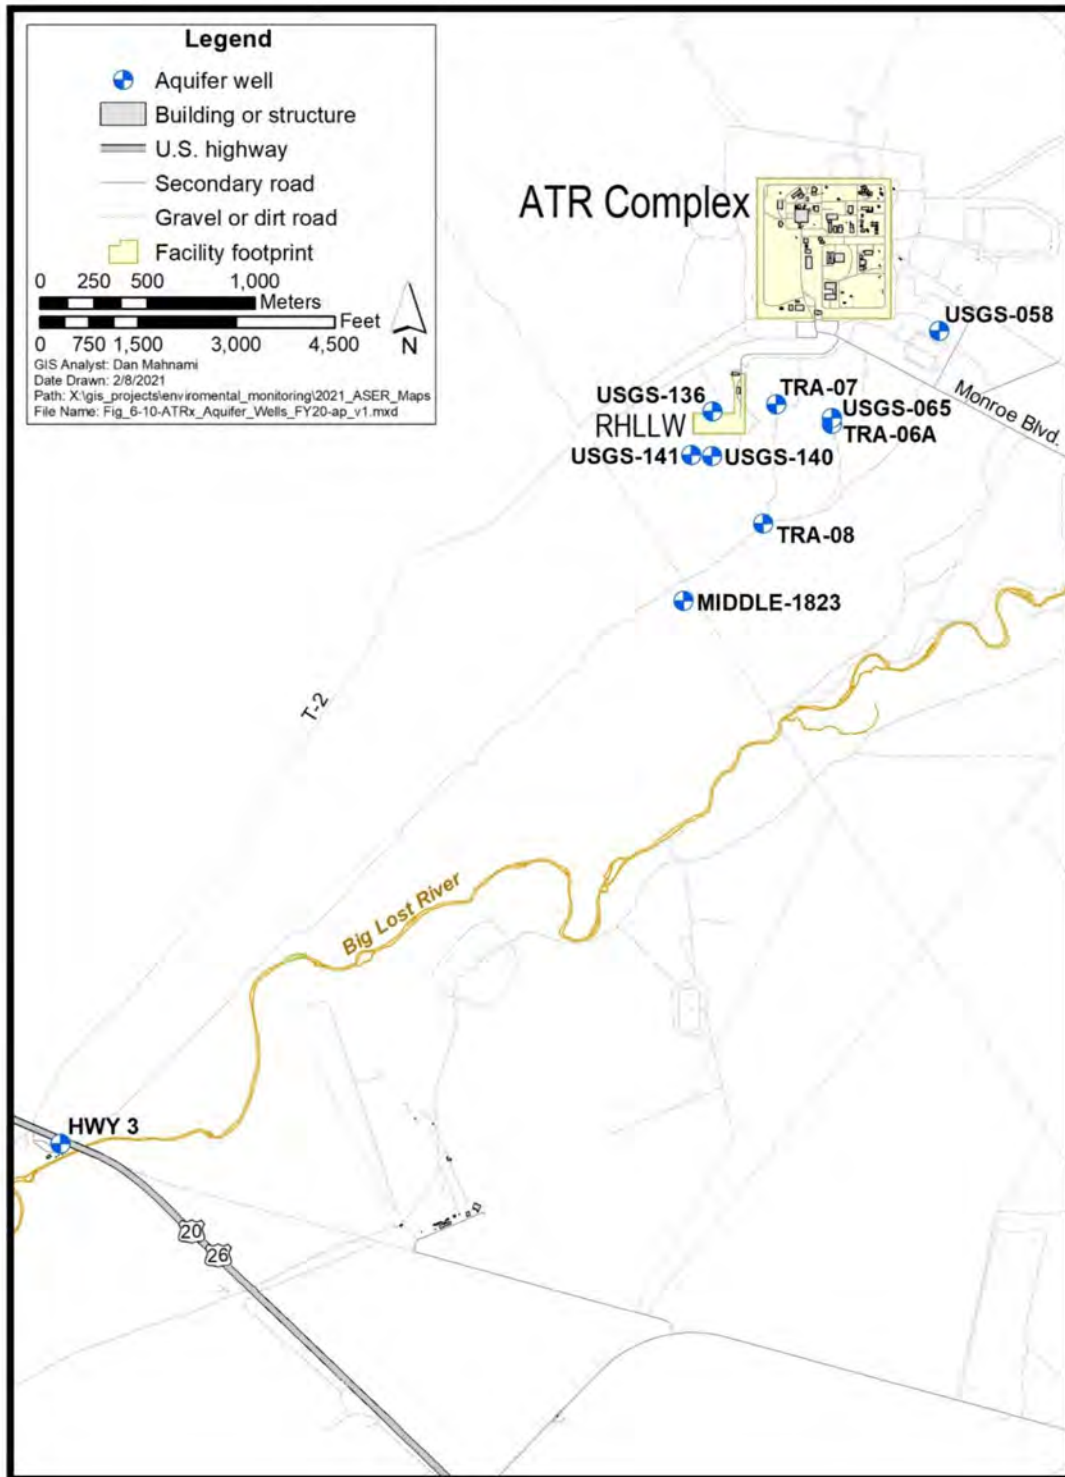 Legend
Aquifer well
Building or structure
U.S. highway
Secondary road
Gravel or dirt road
Facility footprint
0 250 500 1,000
Meters
Feet
0 750 1,500 3,000 4,500
N
GIS Analyst: Dan Mahnami
Date Drawn: 2/8/2021
Path: X:\gis_projects\enviromental_monitoring\2021_ASER_Maps
File Name: Fig_6-10-ATRx_Aquifer_Wells_FY20-ap_v1.mxd
ATR Complex
USGS-058
Monroe Blvd.
TRA-07
USGS-136
USGS-065
RHLLW
TRA-06A
USGS-141
USGS-140
TRA-08
MIDDLE-1823
T-2
Big Lost River
HWY 3
20
26